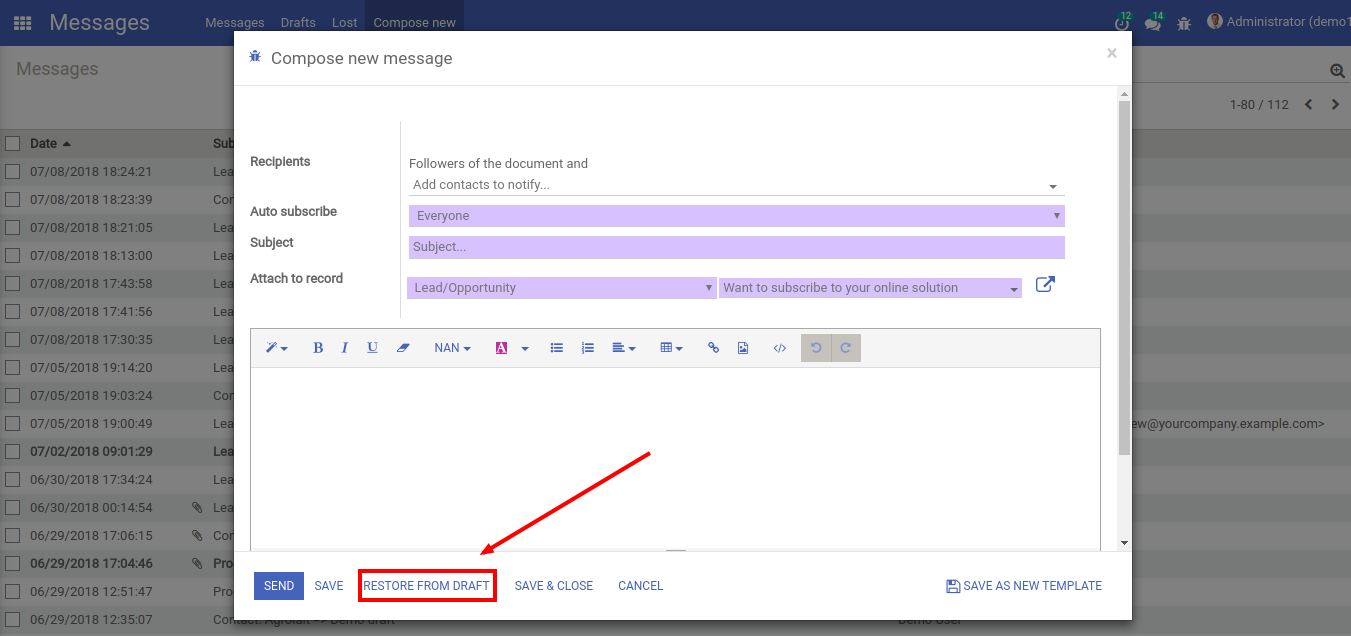 Messages Messages Drafts Lost Compose new 12 14 Administrator (demo1
Messages
Compose new message ×
1-80 / 112
Date Sub
07/08/2018 18:24:21 Lea
07/08/2018 18:23:39 Con
07/08/2018 18:21:05 Lea
07/08/2018 18:13:00 Lea
07/08/2018 17:43:58 Lea
07/08/2018 17:41:56 Lea
07/08/2018 17:30:35 Lea
07/05/2018 19:14:20 Lea
07/05/2018 19:03:24 Con
07/05/2018 19:00:49 Lea ew@yourcompany.example.com>
07/02/2018 09:01:29 Lea
06/30/2018 17:34:24 Lea
06/30/2018 00:14:54 Lea
06/29/2018 17:06:15 Con
06/29/2018 17:04:46 Pro
06/29/2018 12:51:47 Pro
06/29/2018 12:35:07 Contact: Agrolait => Demo draft Demo User
Recipients Followers of the document and
Add contacts to notify...
Auto subscribe Everyone
Subject Subject...
Attach to record Lead/Opportunity Want to subscribe to your online solution
B I U NAN A </>
SEND SAVE RESTORE FROM DRAFT SAVE & CLOSE CANCEL SAVE AS NEW TEMPLATE